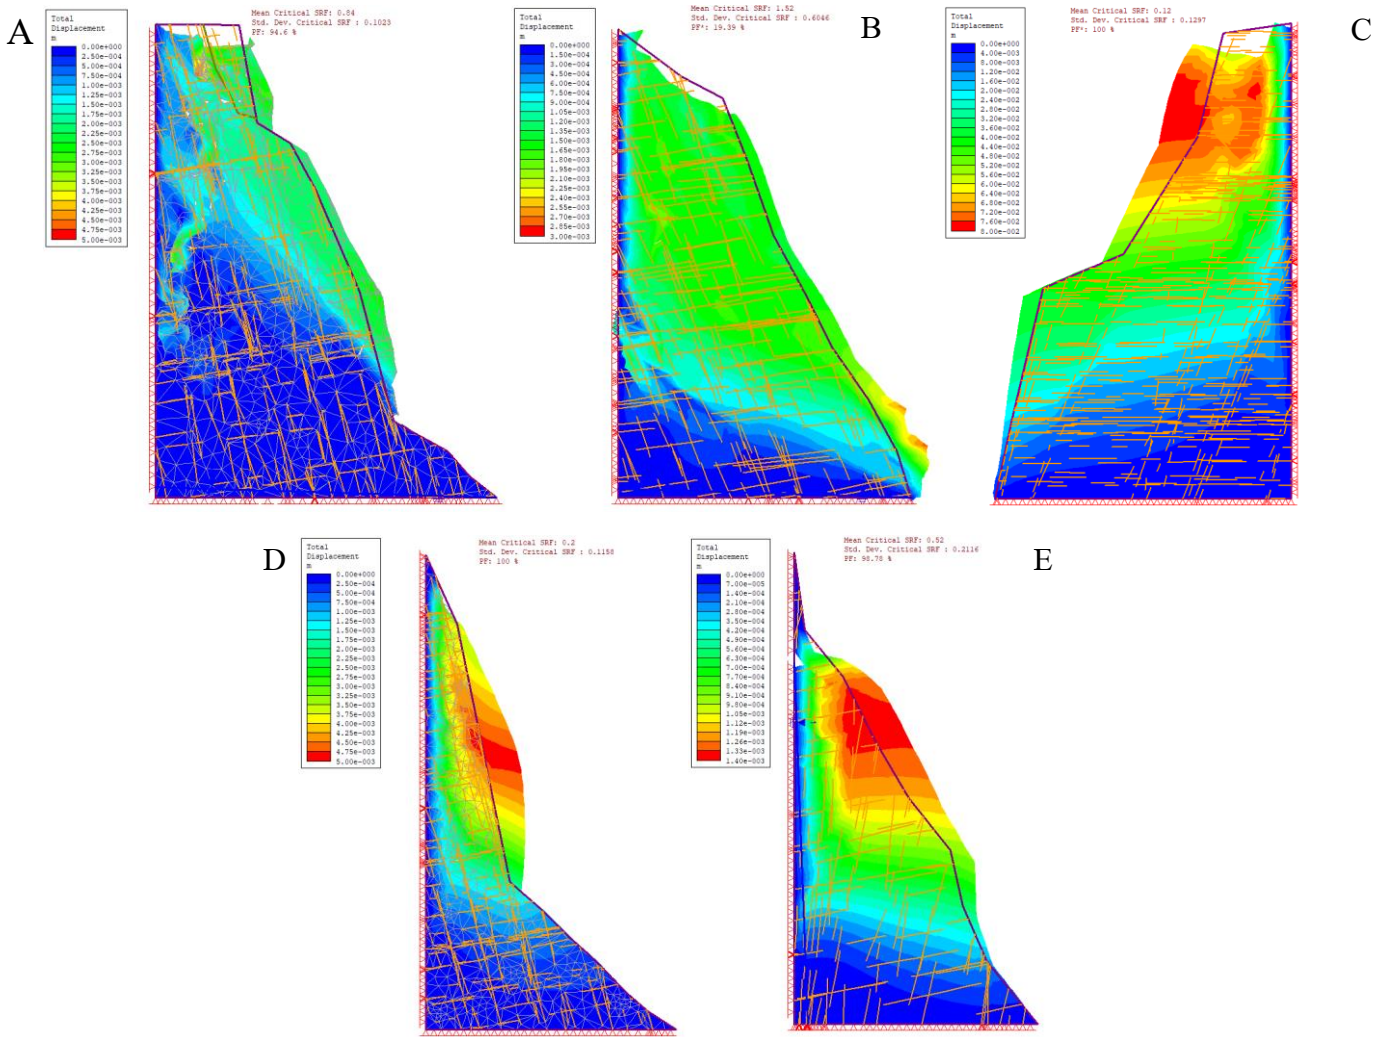 A
Total
Displacement
m
0.00e+000
2.50e-004
5.00e-004
7.50e-004
1.00e-003
1.25e-003
1.50e-003
1.75e-003
2.00e-003
2.25e-003
2.50e-003
2.75e-003
3.00e-003
3.25e-003
3.50e-003
3.75e-003
4.00e-003
4.25e-003
4.50e-003
4.75e-003
5.00e-003
Mean Critical SRF: 0.84
Std. Dev. Critical SRF : 0.1023
PF: 94.6 %
Total
Displacement
m
0.00e+000
1.50e-004
3.00e-004
4.50e-004
6.00e-004
7.50e-004
9.00e-004
1.05e-003
1.20e-003
1.35e-003
1.50e-003
1.65e-003
1.80e-003
1.95e-003
2.10e-003
2.25e-003
2.40e-003
2.55e-003
2.70e-003
2.85e-003
3.00e-003
Mean Critical SRF: 1.52
Std. Dev. Critical SRF : 0.6046
PF*: 19.39 %
B
Total
Displacement
m
0.00e+000
4.00e-003
8.00e-003
1.20e-002
1.60e-002
2.00e-002
2.40e-002
2.80e-002
3.20e-002
3.60e-002
4.00e-002
4.40e-002
4.80e-002
5.20e-002
5.60e-002
6.00e-002
6.40e-002
6.80e-002
7.20e-002
7.60e-002
8.00e-002
Mean Critical SRF: 0.12
Std. Dev. Critical SRF : 0.1297
PF*: 100 %
C
D
Total
Displacement
m
0.00e+000
2.50e-004
5.00e-004
7.50e-004
1.00e-003
1.25e-003
1.50e-003
1.75e-003
2.00e-003
2.25e-003
2.50e-003
2.75e-003
3.00e-003
3.25e-003
3.50e-003
3.75e-003
4.00e-003
4.25e-003
4.50e-003
4.75e-003
5.00e-003
Mean Critical SRF: 0.2
Std. Dev. Critical SRF : 0.1158
PF: 100 %
Total
Displacement
m
0.00e+000
7.00e-005
1.40e-004
2.10e-004
2.80e-004
3.50e-004
4.20e-004
4.90e-004
5.60e-004
6.30e-004
7.00e-004
7.70e-004
8.40e-004
9.10e-004
9.80e-004
1.05e-003
1.12e-003
1.19e-003
1.26e-003
1.33e-003
1.40e-003
Mean Critical SRF: 0.52
Std. Dev. Critical SRF : 0.2116
PF: 98.78 %
E